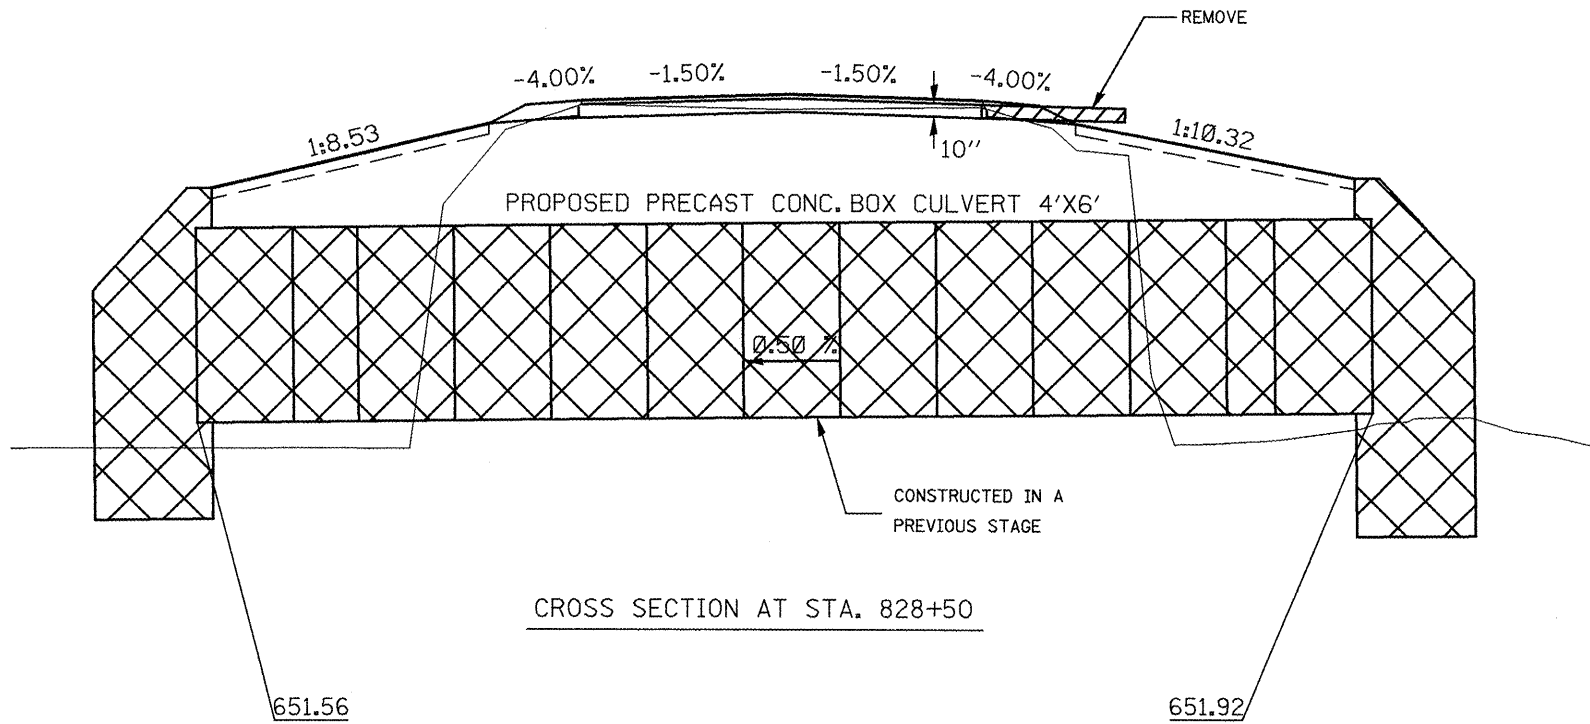 REMOVE
-4.00% -1.50% -1.50% -4.00%
1:8.53
10"
1:10.32
PROPOSED PRECAST CONC. BOX CULVERT 4'X6'
0.50 %
CONSTRUCTED IN A
PREVIOUS STAGE
CROSS SECTION AT STA. 828+50
651.56
651.92